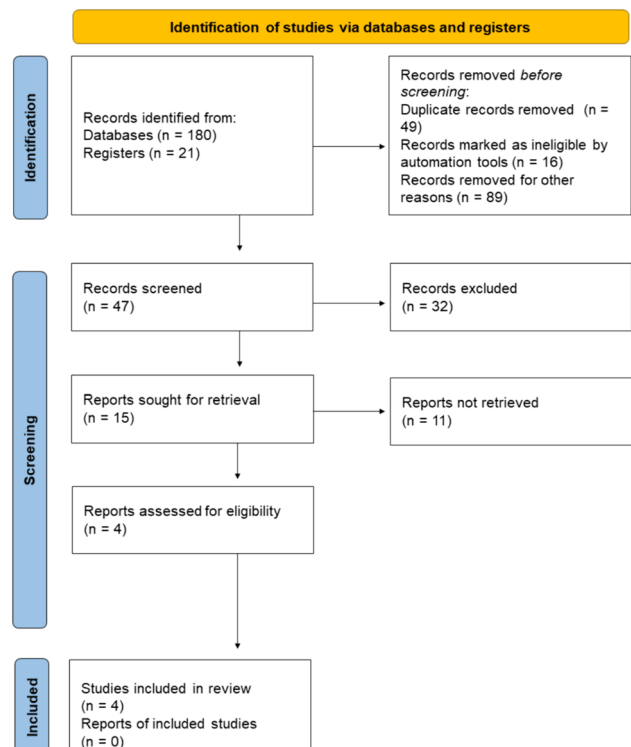 Identification of studies via databases and registers
Identification
Records identified from:
Databases (n = 180)
Registers (n = 21)
Records removed before
screening:
Duplicate records removed (n =
49)
Records marked as ineligible by
automation tools (n = 16)
Records removed for other
reasons (n = 89)
Screening
Records screened
(n = 47)
Records excluded
(n = 32)
Reports sought for retrieval
(n = 15)
Reports not retrieved
(n = 11)
Reports assessed for eligibility
(n = 4)
Included
Studies included in review
(n = 4)
Reports of included studies
(n = 0)